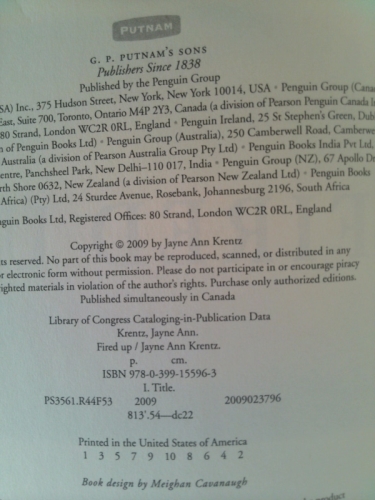 PUTNAM
G. P. PUTNAM'S SONS
Publishers Since 1838
Published by the Penguin Group
SA) Inc., 375 Hudson Street, New York, New York 10014, USA • Penguin Group (Cana
East, Suite 700, Toronto, Ontario M4P 2Y3, Canada (a division of Pearson Penguin Canada I
80 Strand, London WC2R 0RL, England • Penguin Ireland, 25 St Stephen's Green, Dub
n of Penguin Books Ltd) • Penguin Group (Australia), 250 Camberwell Road, Camberwe
Australia (a division of Pearson Australia Group Pty Ltd) • Penguin Books India Pvt Ltd,
entre, Panchsheel Park, New Delhi–110 017, India • Penguin Group (NZ), 67 Apollo Dr
rth Shore 0632, New Zealand (a division of Pearson New Zealand Ltd) • Penguin Books
Africa) (Pty) Ltd, 24 Sturdee Avenue, Rosebank, Johannesburg 2196, South Africa
nguin Books Ltd, Registered Offices: 80 Strand, London WC2R 0RL, England
Copyright © 2009 by Jayne Ann Krentz
ts reserved. No part of this book may be reproduced, scanned, or distributed in any
or electronic form without permission. Please do not participate in or encourage piracy
righted materials in violation of the author's rights. Purchase only authorized editions.
Published simultaneously in Canada
Library of Congress Cataloging-in-Publication Data
Krentz, Jayne Ann.
Fired up / Jayne Ann Krentz.
p. cm.
ISBN 978-0-399-15596-3
I. Title.
PS3561.R44F53 2009 2009023796
813'.54—dc22
Printed in the United States of America
1 3 5 7 9 10 8 6 4 2
Book design by Meighan Cavanaugh
product